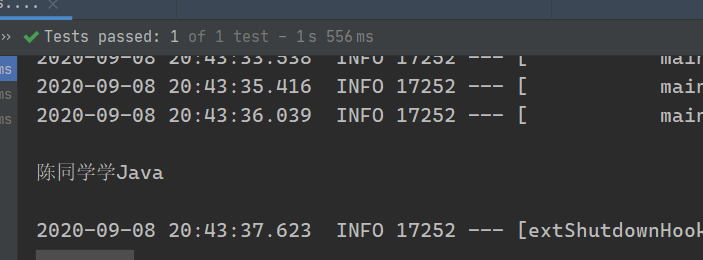 Tests passed: 1 of 1 test – 1 s 556 ms
ms 2020-09-08 20:43:33.538 INFO 17252 --- [ main
ms 2020-09-08 20:43:35.416 INFO 17252 --- [ main
ms 2020-09-08 20:43:36.039 INFO 17252 --- [ main
陈同学学Java
2020-09-08 20:43:37.623 INFO 17252 --- [extShutdownHook